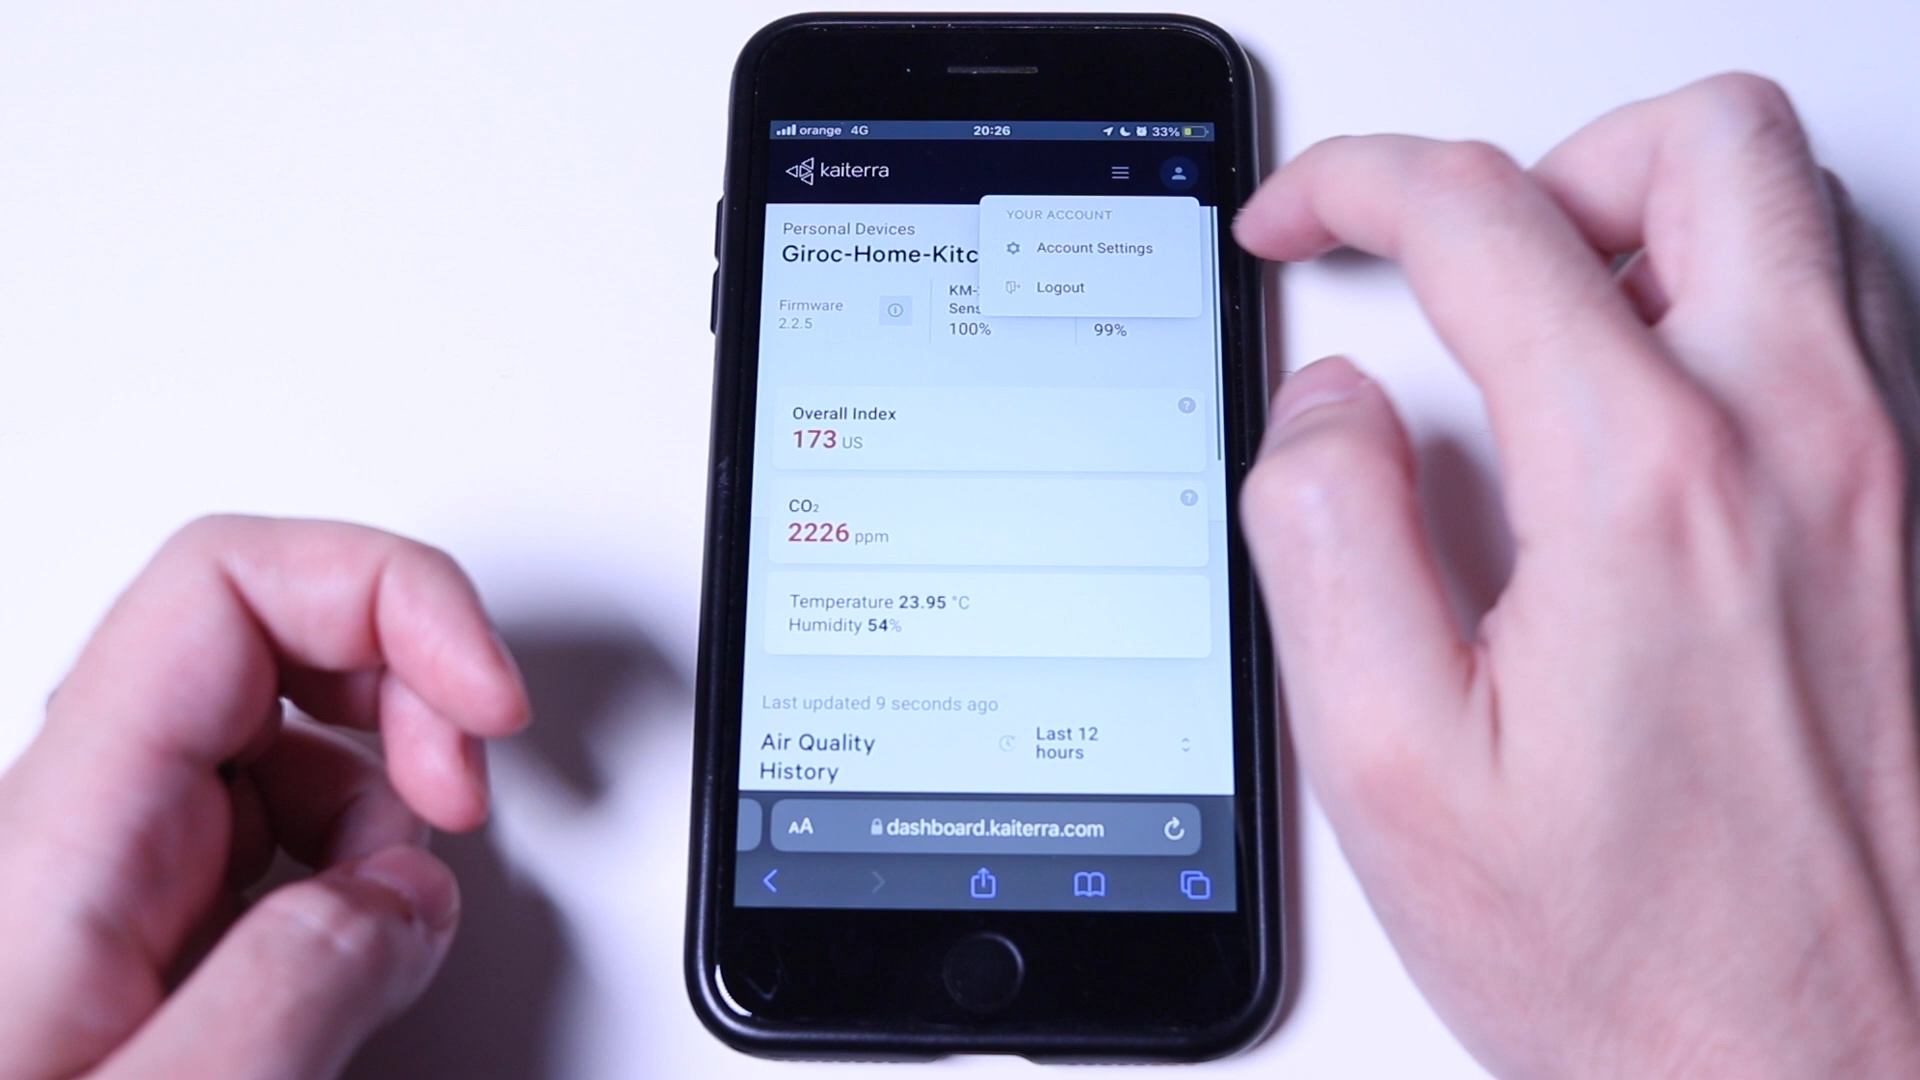 orange 4G 20:26 33%
kaiterra
YOUR ACCOUNT
Account Settings
Logout
Personal Devices
Giroc-Home-Kitc
Firmware
2.2.5
KM-
Sens
100%
99%
Overall Index
173 US
CO₂
2226 ppm
Temperature 23.95 °C
Humidity 54%
Last updated 9 seconds ago
Air Quality
History
Last 12
hours
AA dashboard.kaiterra.com